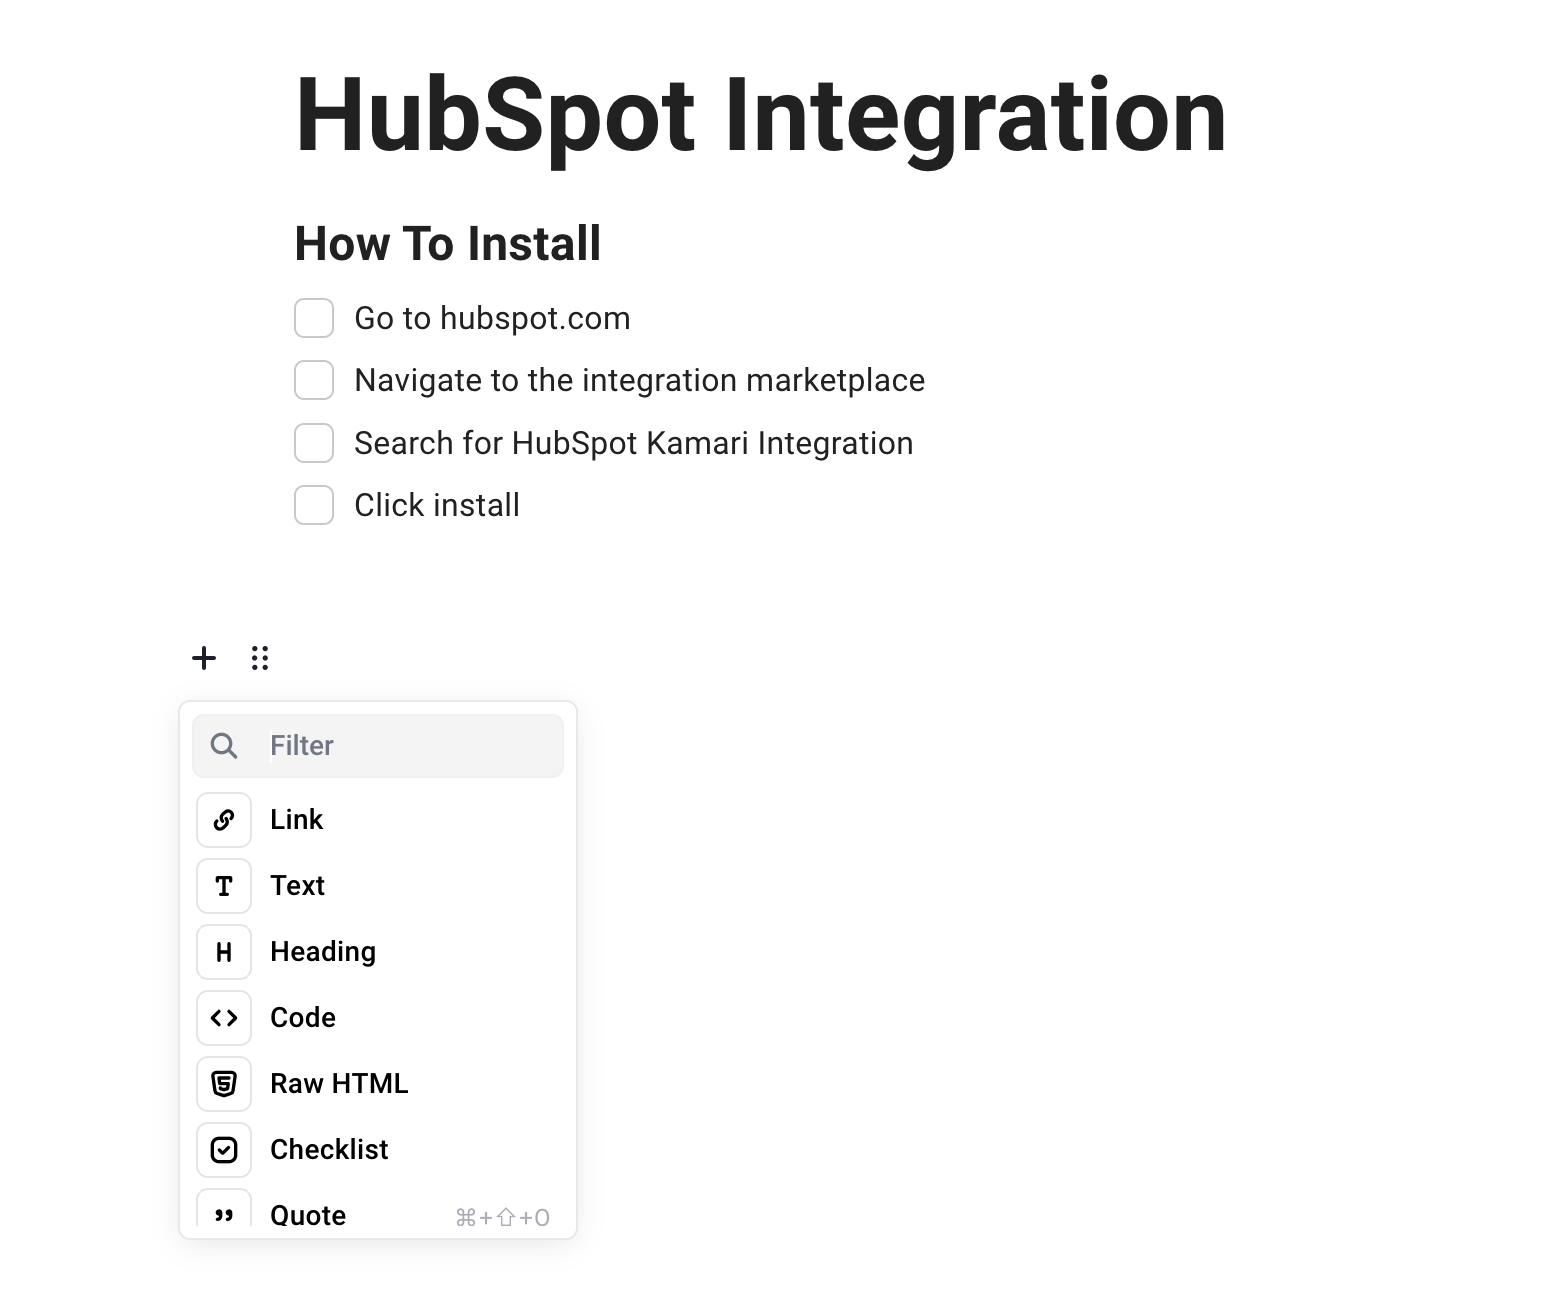 HubSpot Integration
How To Install
Go to hubspot.com
Navigate to the integration marketplace
Search for HubSpot Kamari Integration
Click install
Filter
Link
Text
Heading
Code
Raw HTML
Checklist
Quote ⌘+⇧+O